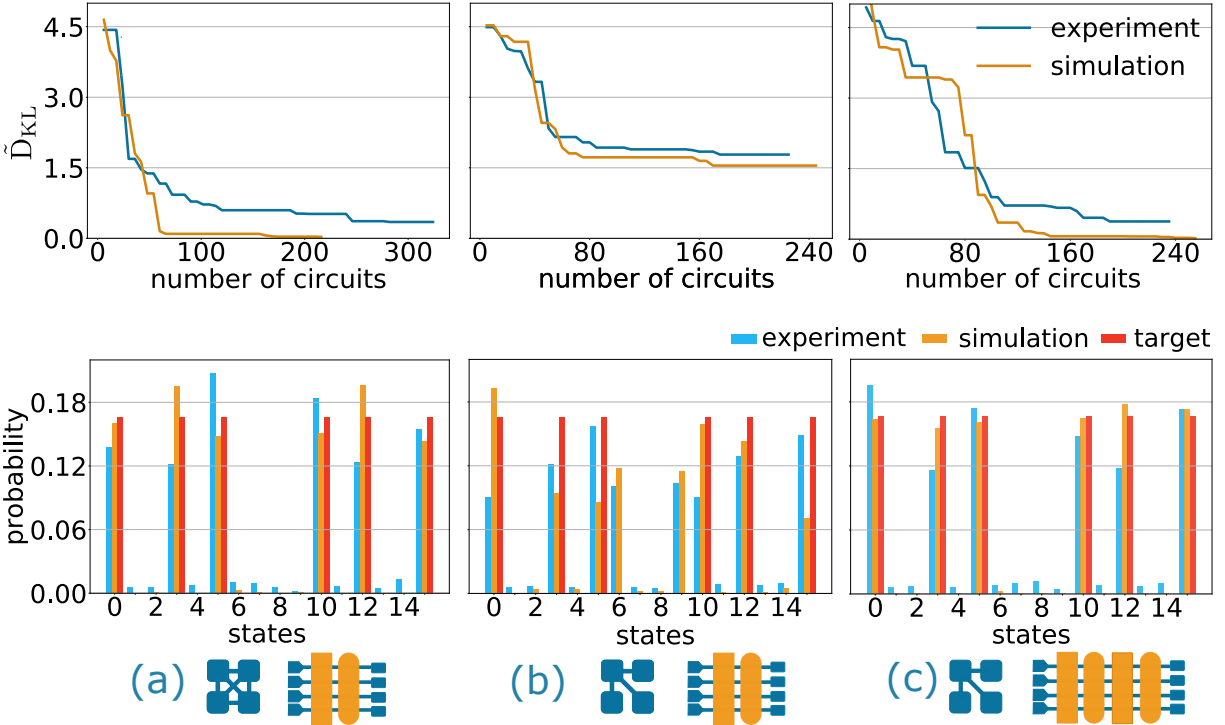 4.5
3.0
1.5
0.0
D̃KL
0 100 200 300
number of circuits
0 80 160 240
number of circuits
experiment
simulation
0 80 160 240
number of circuits
experiment simulation target
0.18
0.12
0.06
0.00
probability
0 2 4 6 8 10 12 14
states
0 2 4 6 8 10 12 14
states
0 2 4 6 8 10 12 14
states
(a)
(b)
(c)